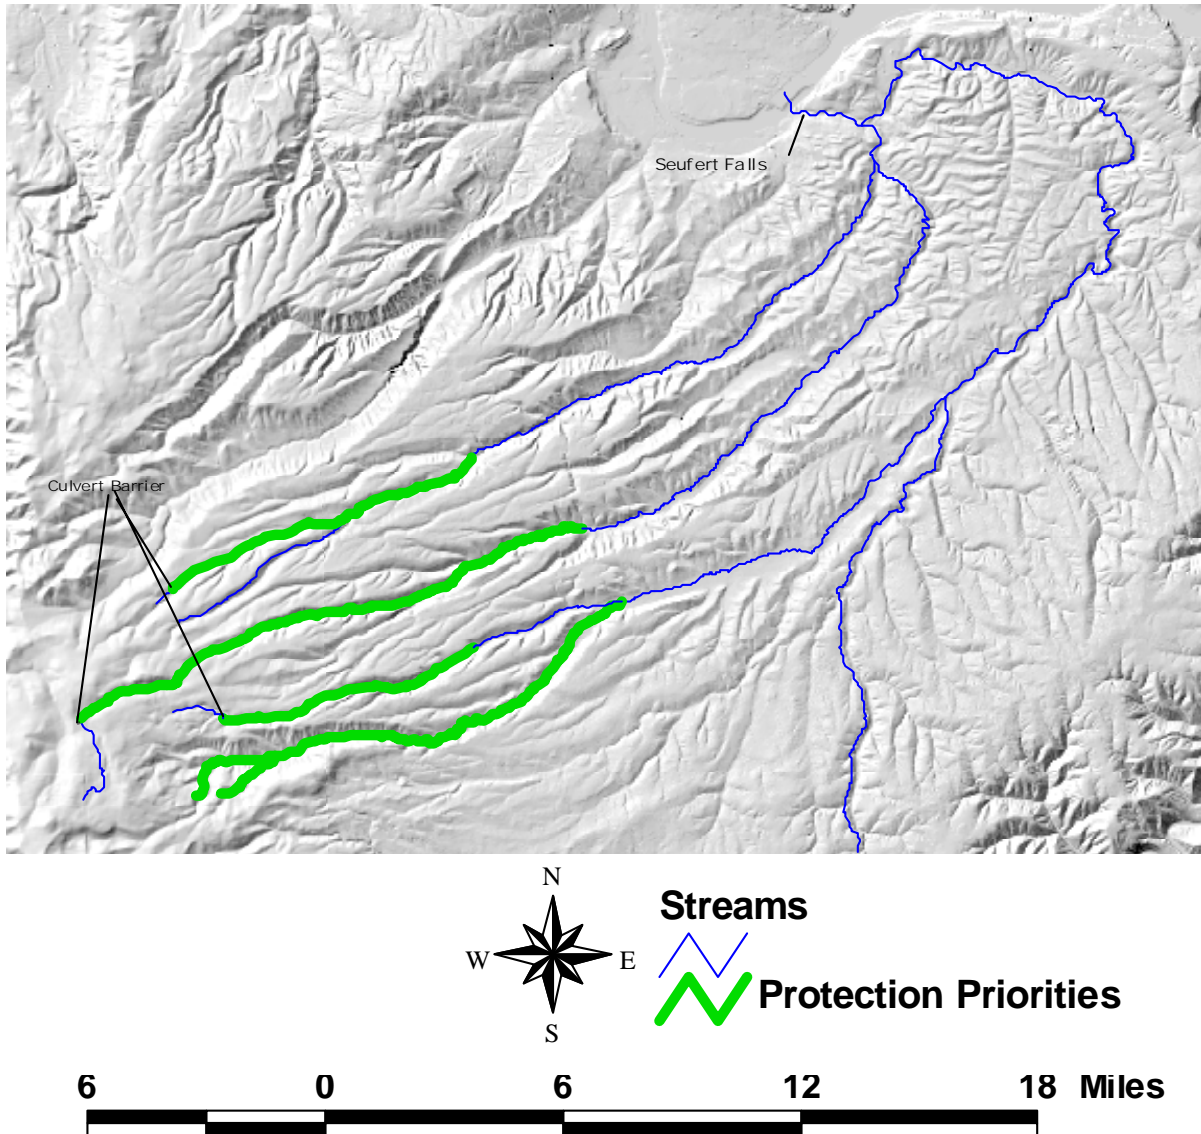 Seufert Falls
Culvert Barrier
N
W E
S
Streams
Protection Priorities
6 0 6 12 18 Miles